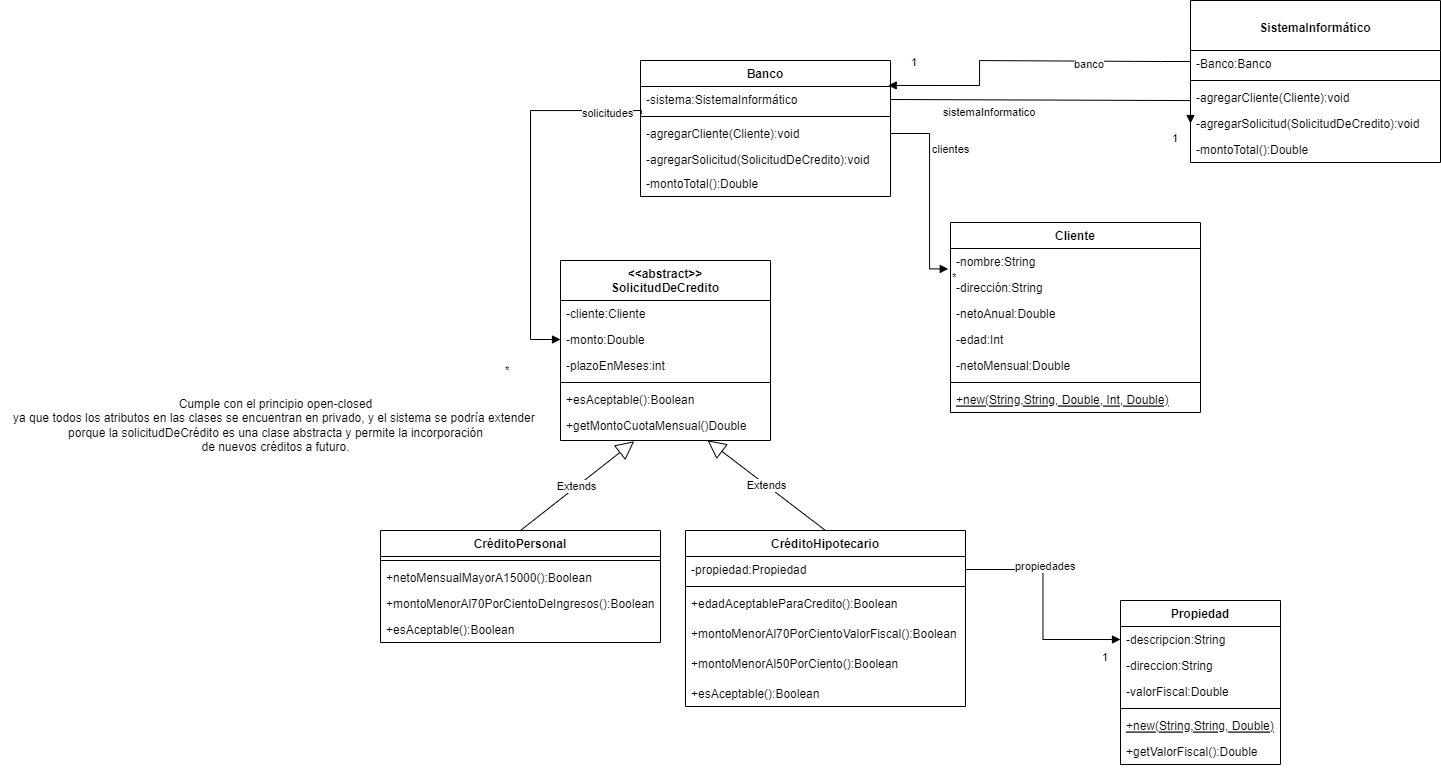 SistemaInformático
-Banco:Banco
-agregarCliente(Cliente):void
-agregarSolicitud(SolicitudDeCredito):void
-montoTotal():Double
1
banco
Banco
-sistema:SistemaInformático
-agregarCliente(Cliente):void
-agregarSolicitud(SolicitudDeCredito):void
-montoTotal():Double
solicitudes
sistemaInformatico
1
clientes
Cliente
-nombre:String
*
-dirección:String
-netoAnual:Double
-edad:Int
-netoMensual:Double
+new(String,String, Double, Int, Double)
<<abstract>>
SolicitudDeCredito
-cliente:Cliente
-monto:Double
-plazoEnMeses:int
+esAceptable():Boolean
+getMontoCuotaMensual()Double
*
Cumple con el principio open-closed
ya que todos los atributos en las clases se encuentran en privado, y el sistema se podría extender
porque la solicitudDeCrédito es una clase abstracta y permite la incorporación
de nuevos créditos a futuro.
Extends
Extends
CréditoPersonal
+netoMensualMayorA15000():Boolean
+montoMenorAl70PorCientoDeIngresos():Boolean
+esAceptable():Boolean
CréditoHipotecario
-propiedad:Propiedad
+edadAceptableParaCredito():Boolean
+montoMenorAl70PorCientoValorFiscal():Boolean
+montoMenorAl50PorCiento():Boolean
+esAceptable():Boolean
propiedades
1
Propiedad
-descripcion:String
-direccion:String
-valorFiscal:Double
+new(String,String, Double)
+getValorFiscal():Double